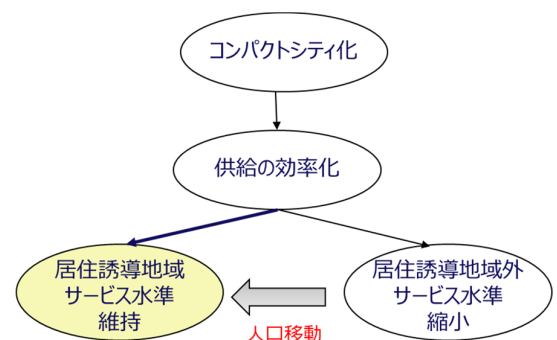 コンパクトシティ化
供給の効率化
居住誘導地域
サービス水準
維持
居住誘導地域外
サービス水準
縮小
人口移動